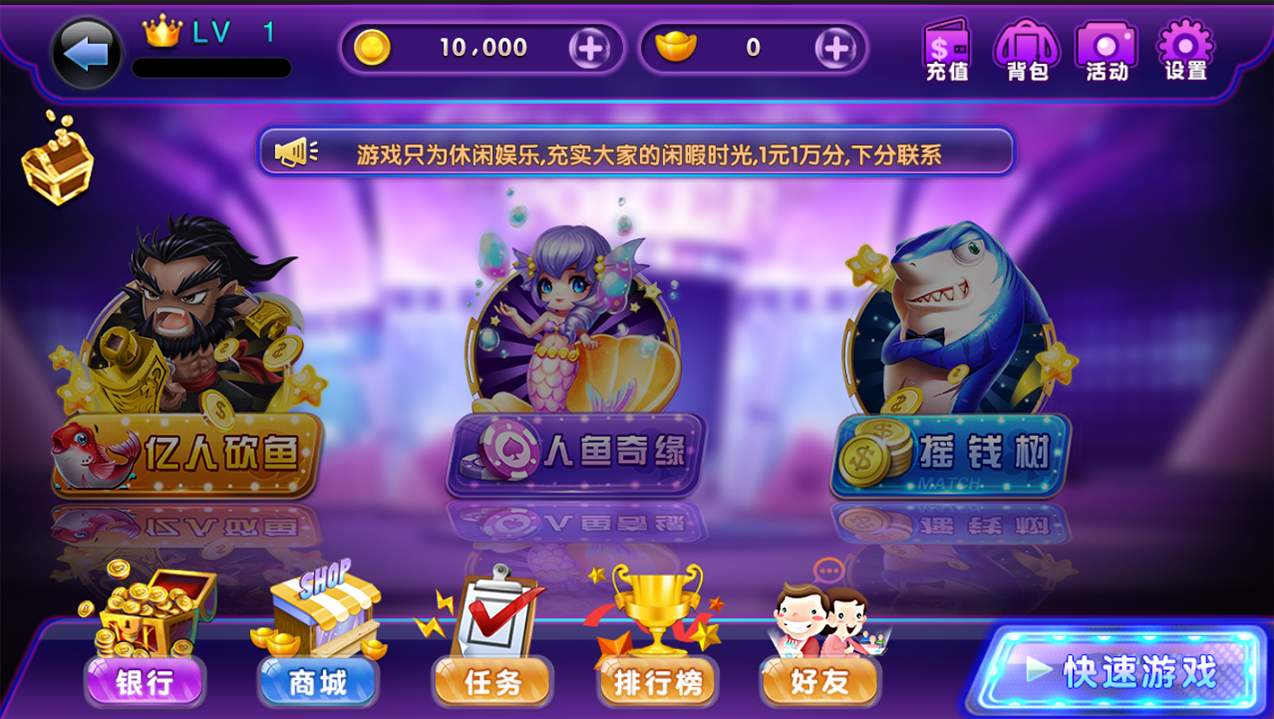 LV 1
10,000
0
充值
背包
活动
设置
游戏只为休闲娱乐,充实大家的闲暇时光,1元1万分,下分联系
亿人砍鱼
人鱼奇缘
摇钱树
MATCH
SHOP
银行
商城
任务
排行榜
好友
快速游戏